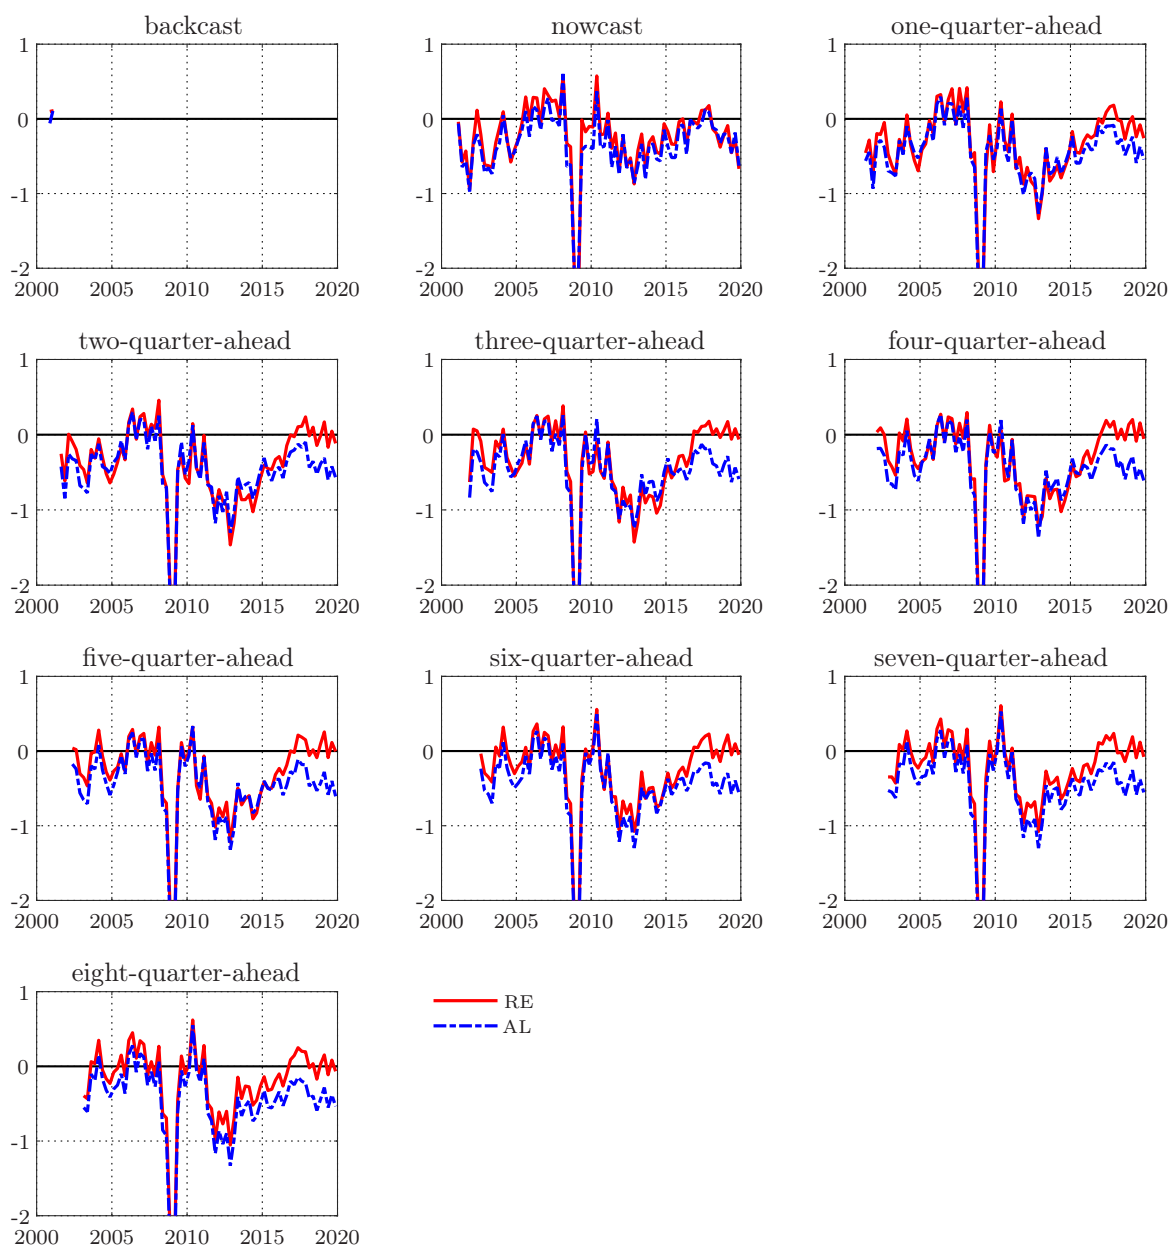 backcast
nowcast
one-quarter-ahead
1
0
-1
-2
2000 2005 2010 2015 2020
1
0
-1
-2
2000 2005 2010 2015 2020
1
0
-1
-2
2000 2005 2010 2015 2020
two-quarter-ahead
three-quarter-ahead
four-quarter-ahead
1
0
-1
-2
2000 2005 2010 2015 2020
1
0
-1
-2
2000 2005 2010 2015 2020
1
0
-1
-2
2000 2005 2010 2015 2020
five-quarter-ahead
six-quarter-ahead
seven-quarter-ahead
1
0
-1
-2
2000 2005 2010 2015 2020
1
0
-1
-2
2000 2005 2010 2015 2020
1
0
-1
-2
2000 2005 2010 2015 2020
eight-quarter-ahead
1
0
-1
-2
2000 2005 2010 2015 2020
RE
AL